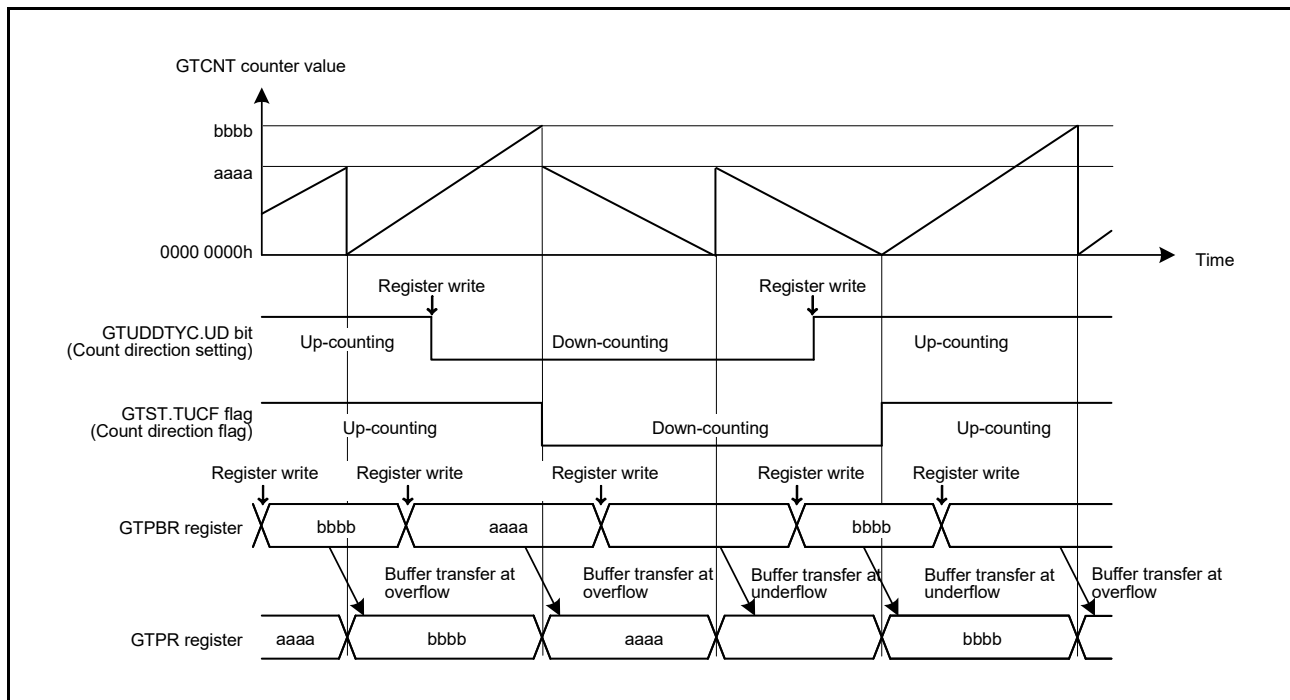 GTCNT counter value
bbbb
aaaa
0000 0000h
Time
Register write
Register write
GTUDDTYC.UD bit
(Count direction setting)
Up-counting
Down-counting
Up-counting
GTST.TUCF flag
(Count direction flag)
Up-counting
Down-counting
Up-counting
Register write
Register write
Register write
Register write
Register write
GTPBR register
bbbb
aaaa
bbbb
Buffer transfer at
overflow
Buffer transfer at
overflow
Buffer transfer at
underflow
Buffer transfer at
underflow
Buffer transfer at
overflow
GTPR register
aaaa
bbbb
aaaa
bbbb